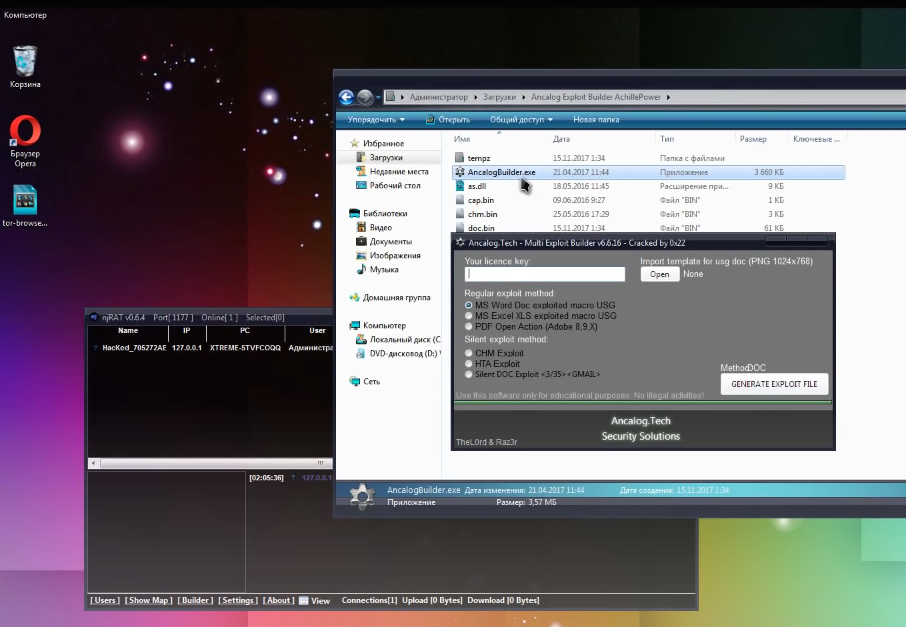 Компьютер
Корзина
Браузер
Opera
tor-browse...
Администратор ▸ Загрузки ▸ Ancalog Exploit Builder AchillePower ▸
Упорядочить ▾ Открыть Общий доступ ▾ Новая папка
Избранное
Загрузки
Недавние места
Рабочий стол
Библиотеки
Видео
Документы
Изображения
Музыка
Домашняя группа
Компьютер
Локальный диск (C
DVD-дисковод (D:)
Сеть
Имя Дата Тип Размер Ключевые ...
tempz 15.11.2017 1:34 Папка с файлами
AncalogBuilder.exe 21.04.2017 11:44 Приложение 3 660 КБ
as.dll 18.05.2016 11:45 Расширение при... 9 КБ
cap.bin 09.06.2016 9:27 Файл "BIN" 1 КБ
chm.bin 25.05.2016 17:29 Файл "BIN" 3 КБ
doc.bin 15.11.2017 1:34 Файл "BIN" 61 КБ
Ancalog.Tech - Multi Exploit Builder v6.6.16 - Cracked by 0x22
Your licence key:
Import template for usg doc (PNG 1024x768)
Open None
Regular exploit method:
MS Word Doc exploited macro USG
MS Excel XLS exploited macro USG
PDF Open Action (Adobe 8,9,X)
Silent exploit method:
CHM Exploit
HTA Exploit
Silent DOC Exploit <3/35><GMAIL>
MethodDOC
GENERATE EXPLOIT FILE
Use this software only for educational purposes. No illegal activities!
Ancalog.Tech
Security Solutions
TheL0rd & Raz3r
AncalogBuilder.exe Дата изменения: 21.04.2017 11:44 Дата создания: 15.11.2017 1:34
Приложение Размер: 3,57 МБ
njRAT v0.6.4 Port[ 1177 ] Online[ 1 ] Selected[0]
Name IP PC User
HacKed_705272AE 127.0.0.1 XTREME-5TVFCOQQ Администра
[02:05:36] ? 127.0.0.1
[ Users ] [ Show Map ] [ Builder ] [ Settings ] [ About ] View Connections[1] Upload [0 Bytes] Download [0 Bytes]